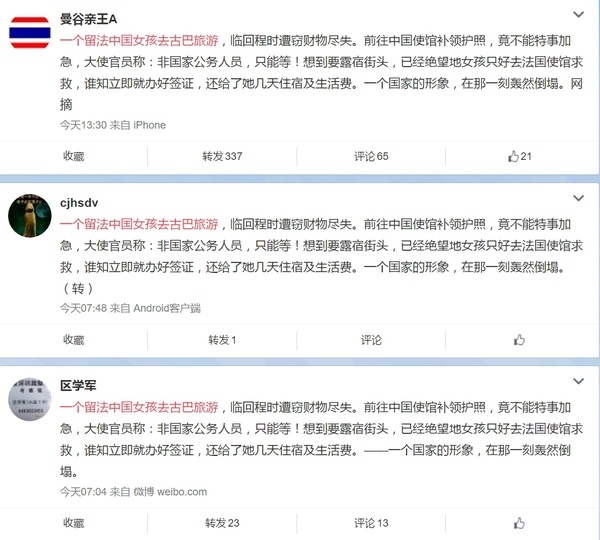 曼谷亲王A
一个留法中国女孩去古巴旅游，临回程时遭窃财物尽失。前往中国使馆补领护照，竟不能特事加
急，大使官员称：非国家公务人员，只能等！想到要露宿街头，已经绝望地女孩只好去法国使馆求
救，谁知立即就办好签证，还给了她几天住宿及生活费。一个国家的形象，在那一刻轰然倒塌。网
摘
今天13:30 来自 iPhone
收藏 转发 337 评论 65 21
cjhsdv
一个留法中国女孩去古巴旅游，临回程时遭窃财物尽失。前往中国使馆补领护照，竟不能特事加
急，大使官员称：非国家公务人员，只能等！想到要露宿街头，已经绝望地女孩只好去法国使馆求
救，谁知立即就办好签证，还给了她几天住宿及生活费。一个国家的形象，在那一刻轰然倒塌。
（转）
今天07:48 来自 Android客户端
收藏 转发 1 评论
区学军
一个留法中国女孩去古巴旅游，临回程时遭窃财物尽失。前往中国使馆补领护照，竟不能特事加
急，大使官员称：非国家公务人员，只能等！想到要露宿街头，已经绝望地女孩只好去法国使馆求
救，谁知立即就办好签证，还给了她几天住宿及生活费。——一个国家的形象，在那一刻轰然倒
塌。
今天07:04 来自 微博 weibo.com
收藏 转发 23 评论 13